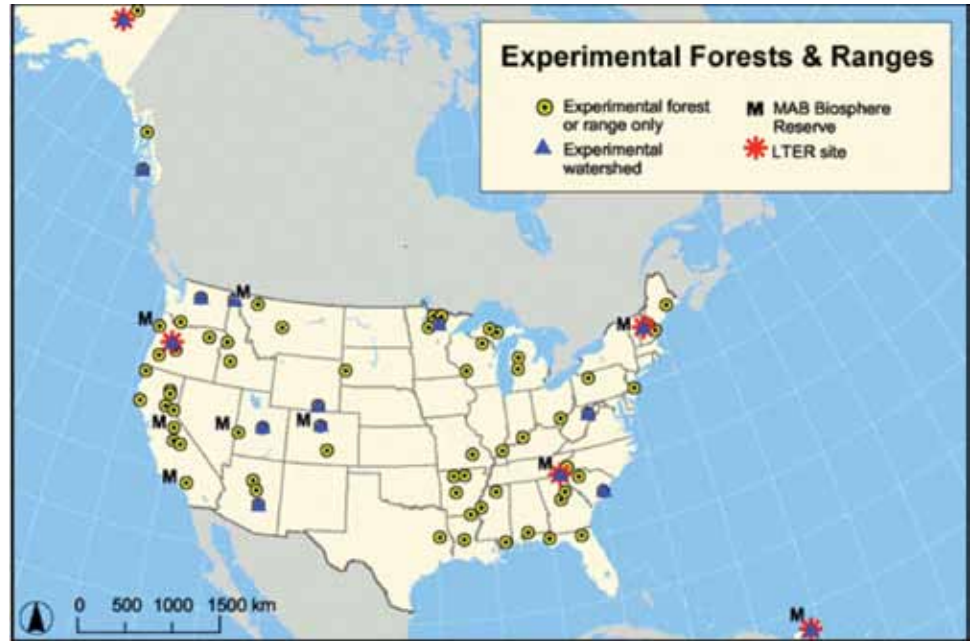 Experimental Forests & Ranges
Experimental forest
or range only
Experimental
watershed
M MAB Biosphere
Reserve
LTER site
M
M
M
M
M
M
M
M
M
0 500 1000 1500 km